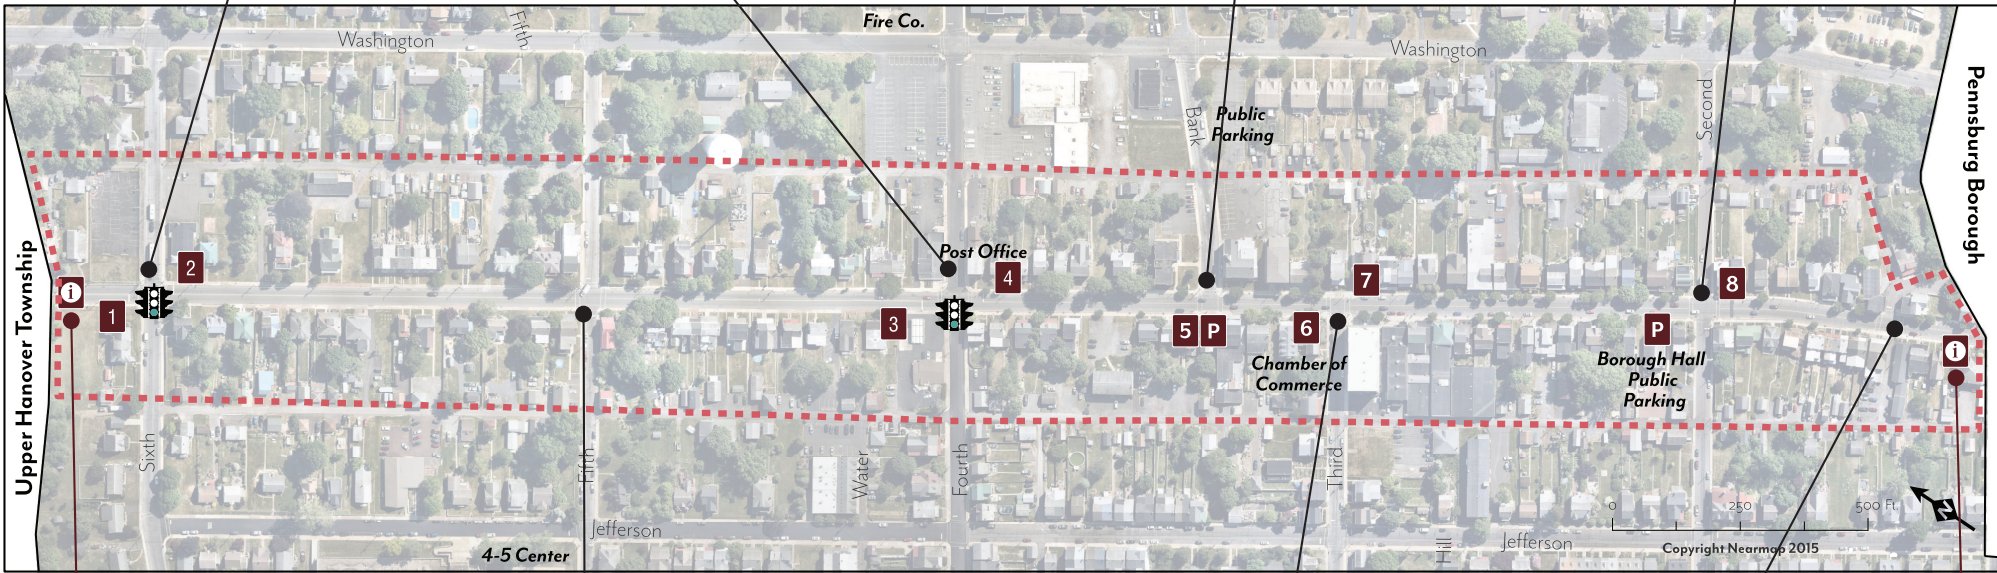 Fire Co.
Fifth
Washington
Washington
Pennsburg Borough
Second
Bank
Public
Parking
Upper Hanover Township
Post Office
2
4
7
8
i
1
3
5 P
6
P
i
Chamber of
Commerce
Borough Hall
Public
Parking
Sixth
Fifth
Water
Fourth
Third
0 250 500 Ft.
N
Jefferson
Hill
Jefferson
4-5 Center
Copyright Nearmap 2015